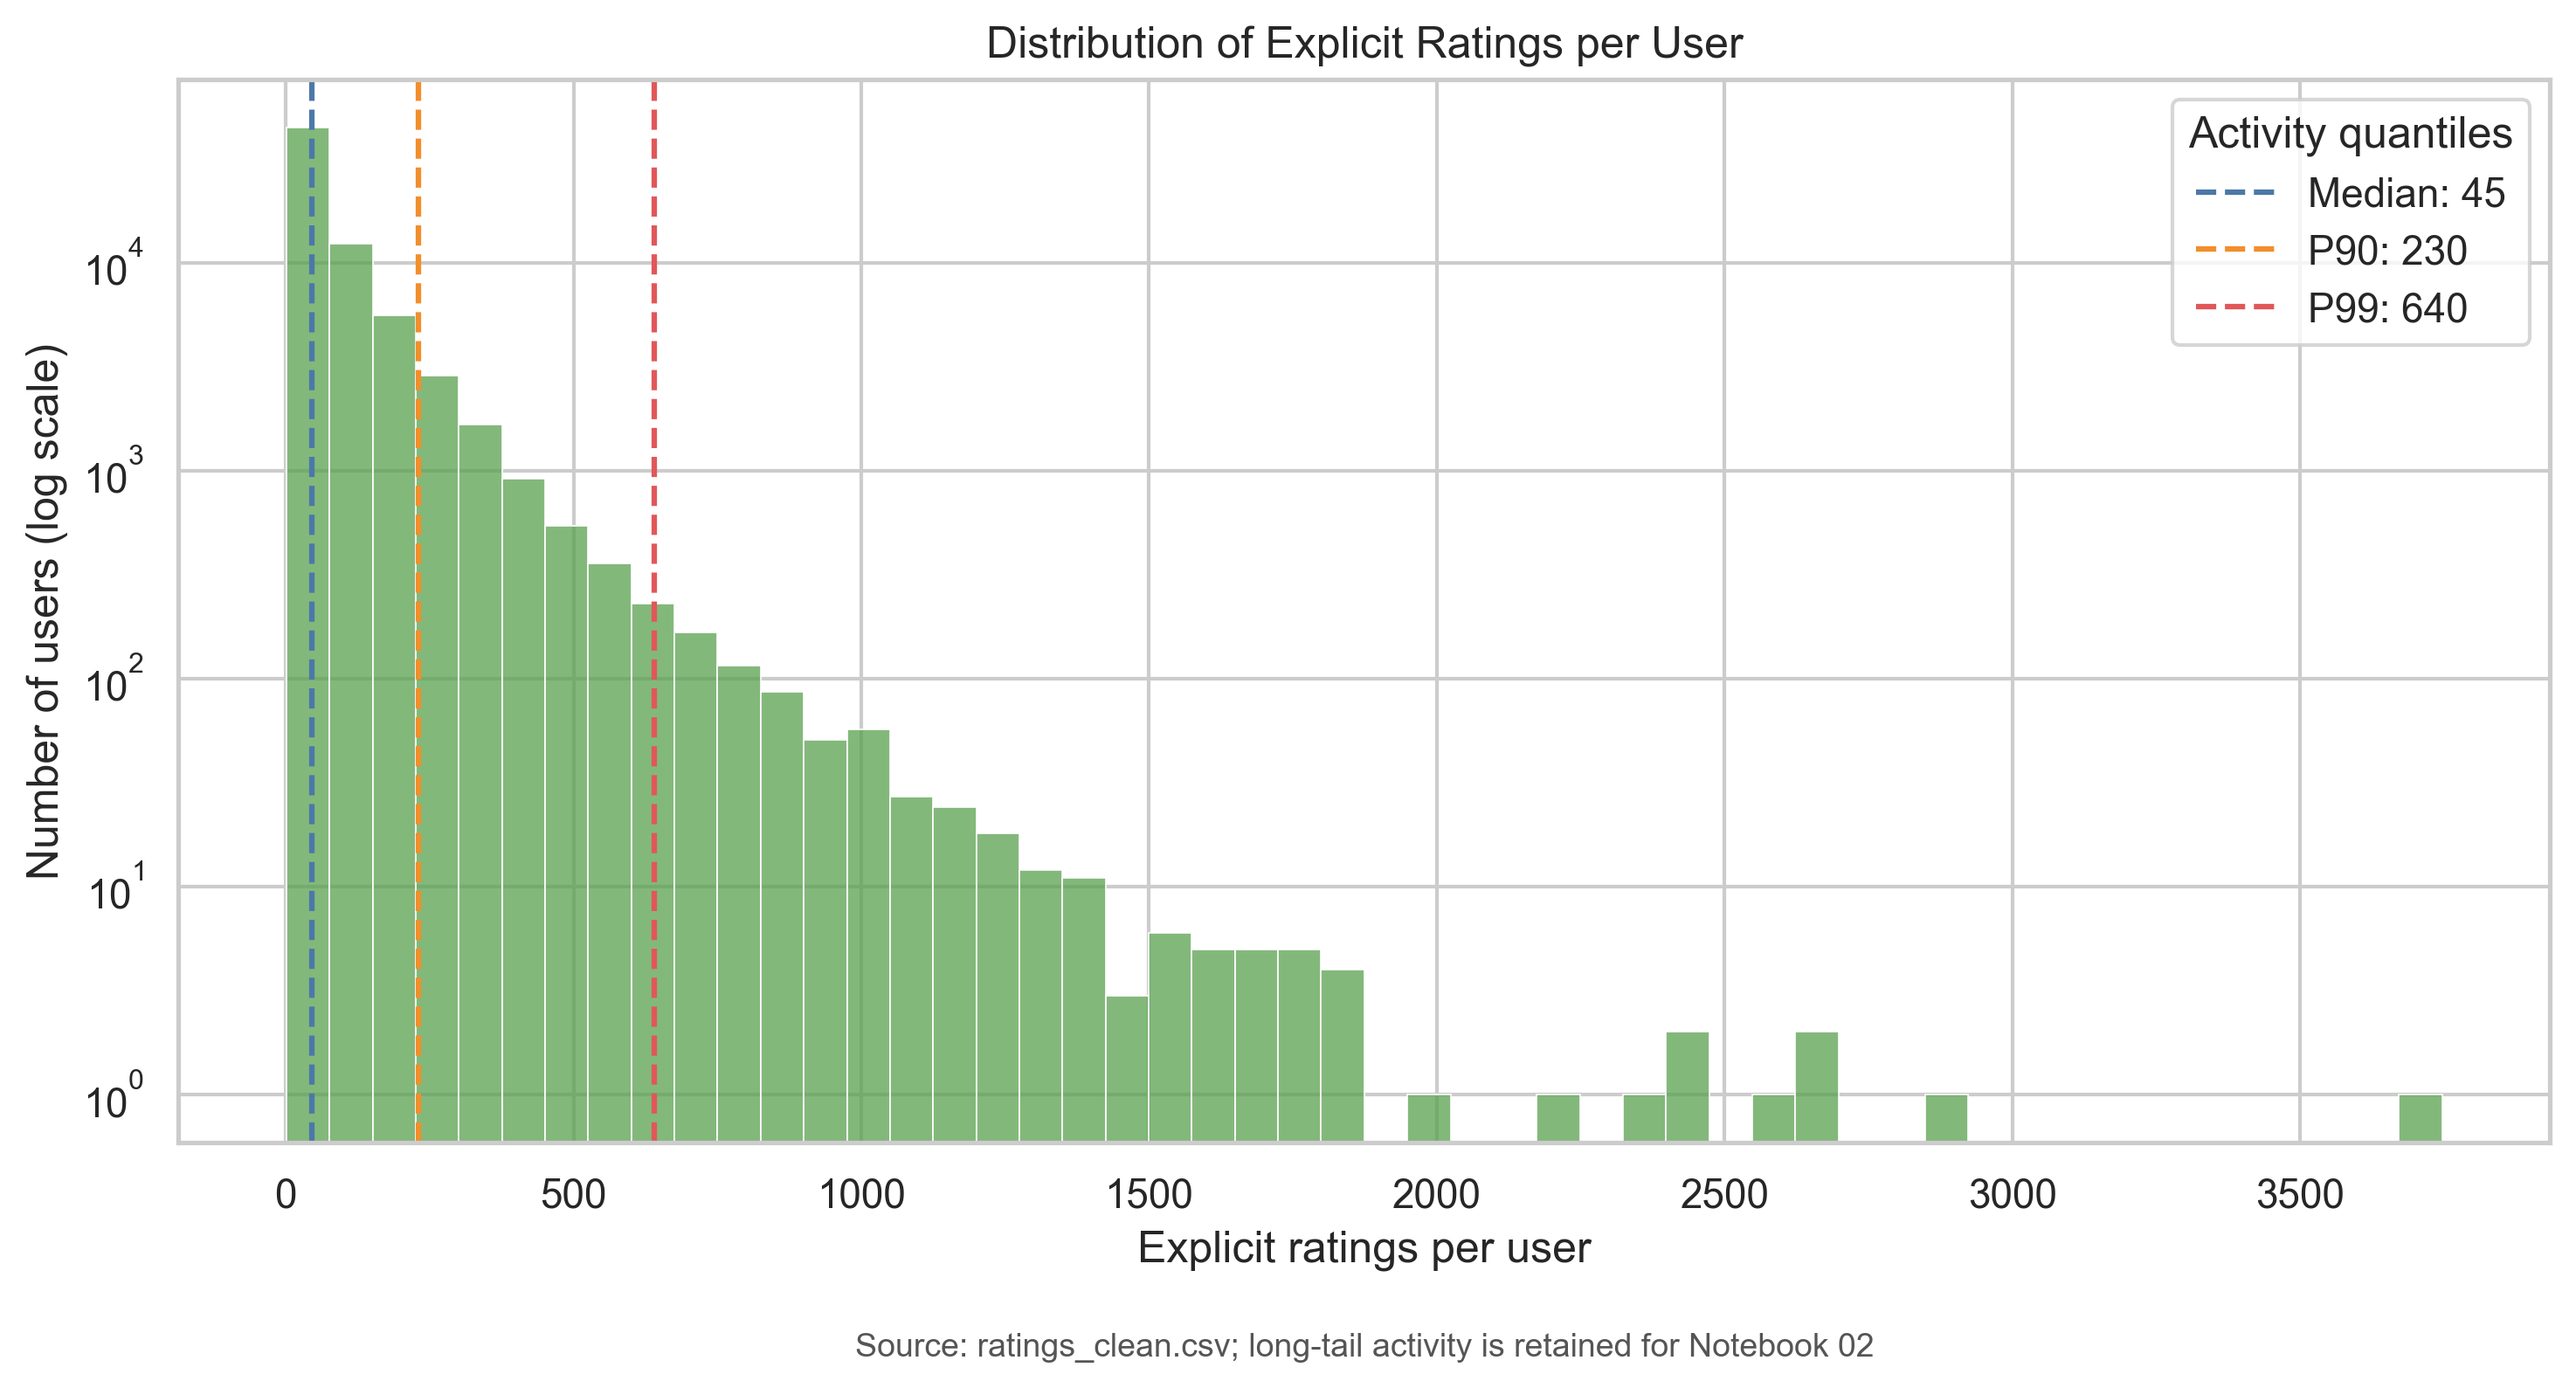 Distribution of Explicit Ratings per User
Activity quantiles
Median: 45
P90: 230
P99: 640
Number of users (log scale)
10^4
10^3
10^2
10^1
10^0
0 500 1000 1500 2000 2500 3000 3500
Explicit ratings per user
Source: ratings_clean.csv; long-tail activity is retained for Notebook 02